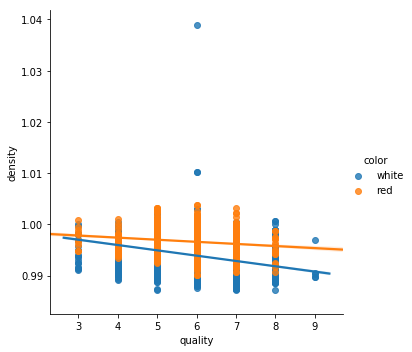 1.04
1.03
1.02
1.01
1.00
0.99
density
3 4 5 6 7 8 9
quality
color
white
red